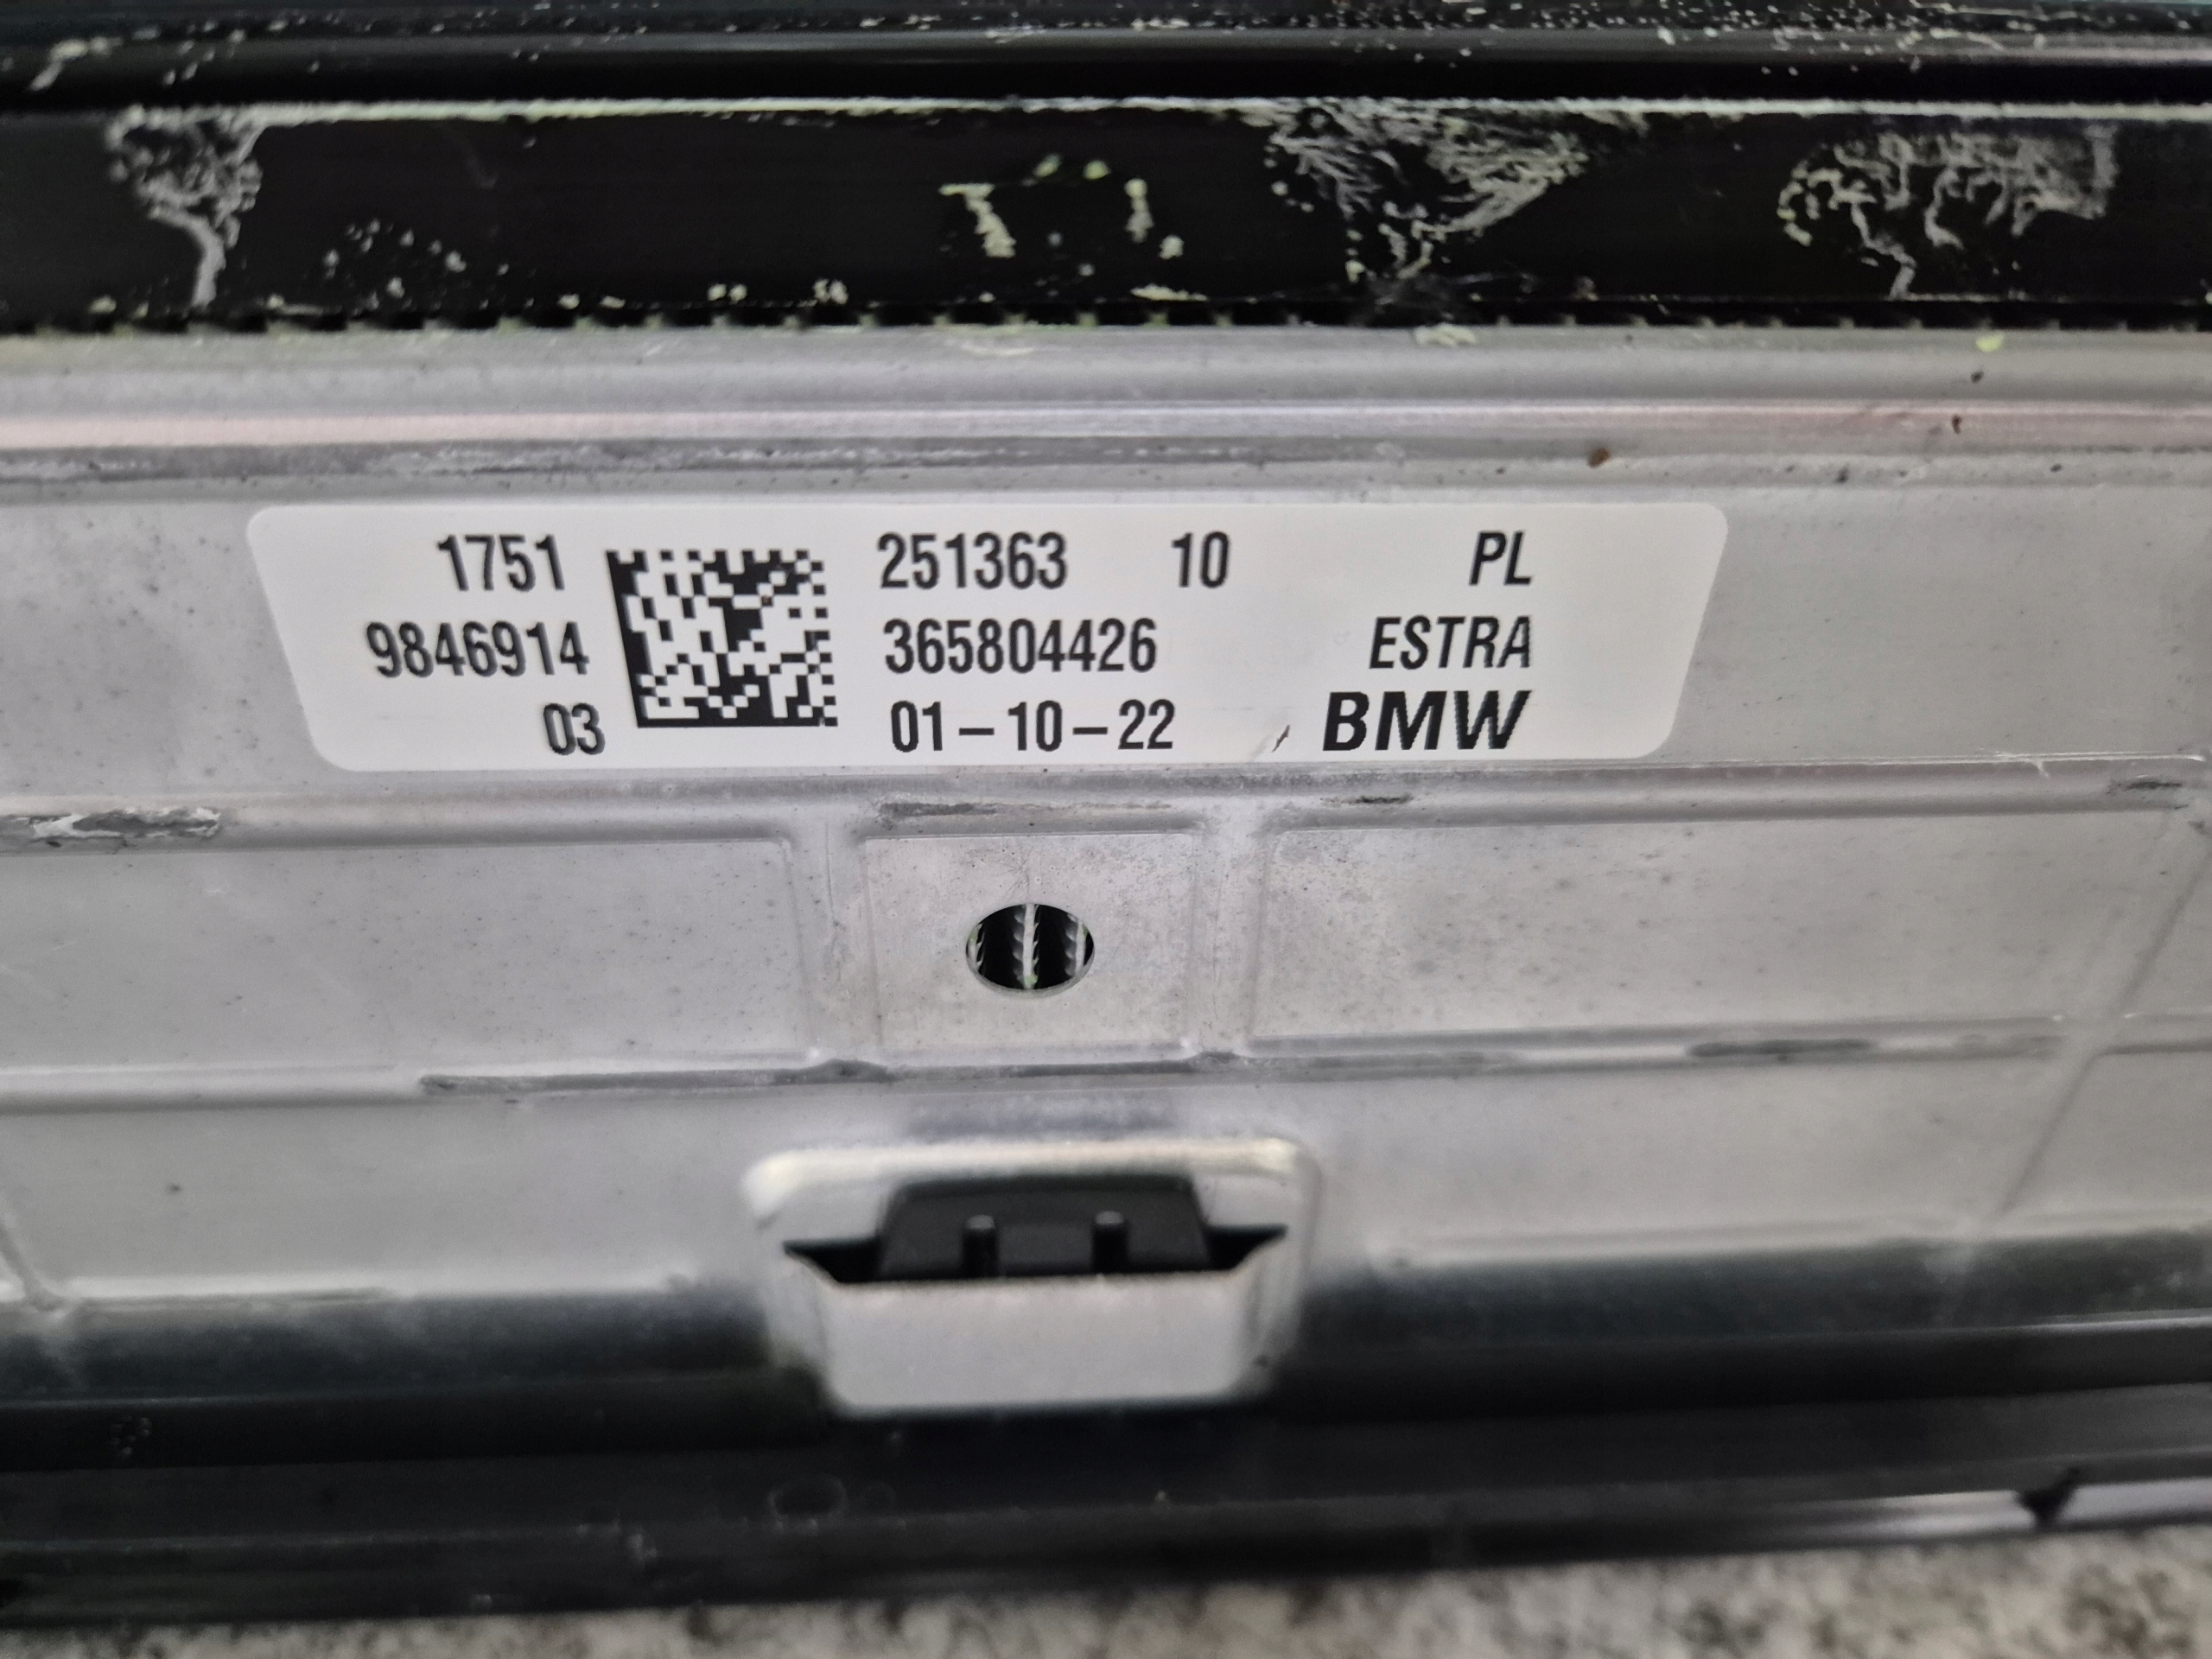 1751 251363 10 PL
9846914 365804426 ESTRA
03 01-10-22 BMW